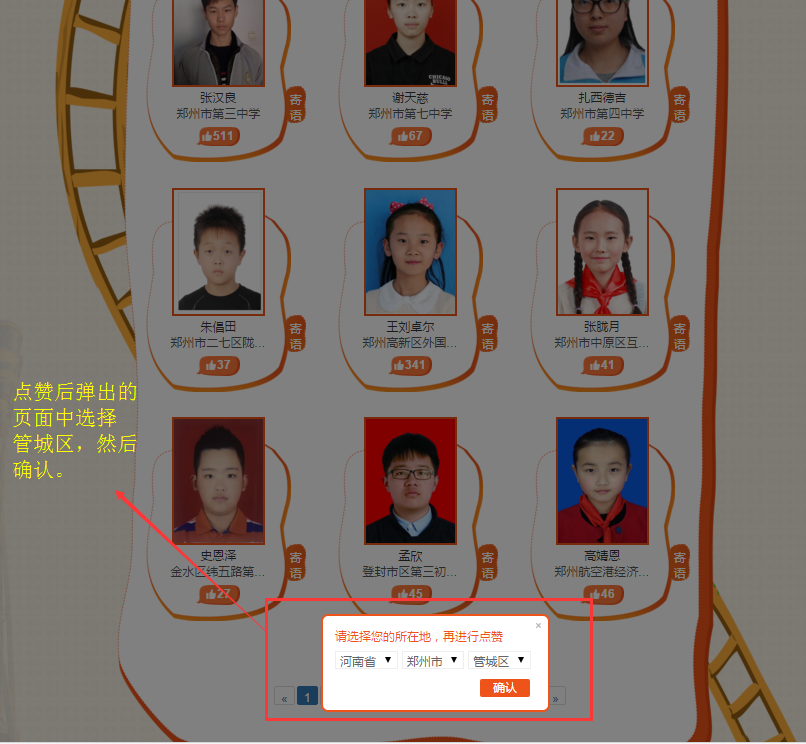 张汉良
谢天慈
扎西德吉
郑州市第三中学
郑州市第七中学
郑州市第四中学
寄语
寄语
寄语
511
67
22
朱倡田
王刘卓尔
张胧月
郑州市二七区陇...
郑州高新区外国...
郑州市中原区互...
寄语
寄语
寄语
37
341
41
点赞后弹出的
页面中选择
管城区，然后
确认。
史恩泽
孟欣
高婧恩
金水区纬五路第...
登封市区第三初...
郑州航空港经济...
寄语
寄语
寄语
27
45
46
×
请选择您的所在地，再进行点赞
河南省 ▼ 郑州市 ▼ 管城区 ▼
确认
« 1 »